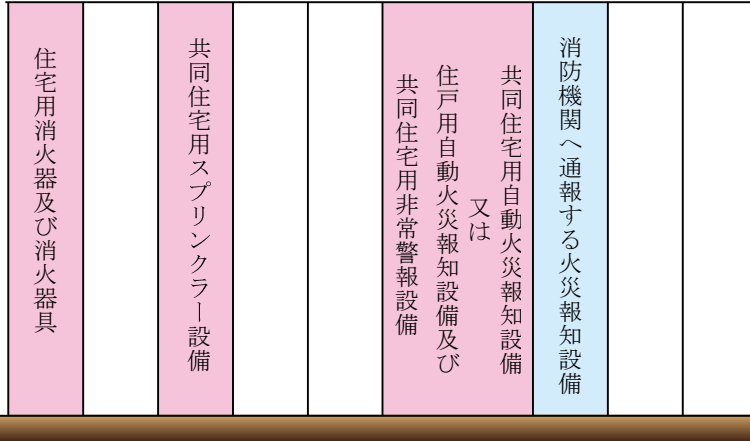 消防機関へ通報する火災報知設備
共同住宅用自動火災報知設備
又は
住戸用自動火災報知設備及び
共同住宅用非常警報設備
共同住宅用スプリンクラー設備
住宅用消火器及び消火器具